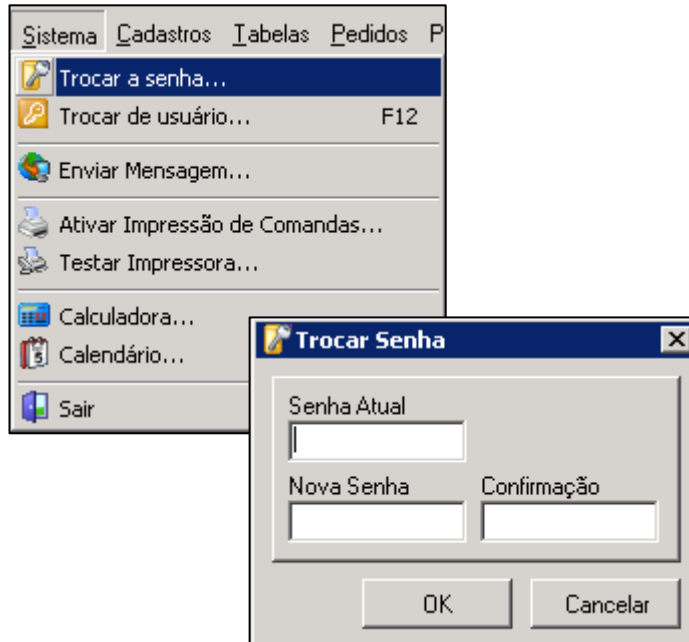 Sistema Cadastros Tabelas Pedidos P
Trocar a senha...
Trocar de usuário... F12
Enviar Mensagem...
Ativar Impressão de Comandas...
Testar Impressora...
Calculadora...
Calendário...
Sair
Trocar Senha
Senha Atual
Nova Senha Confirmação
OK Cancelar